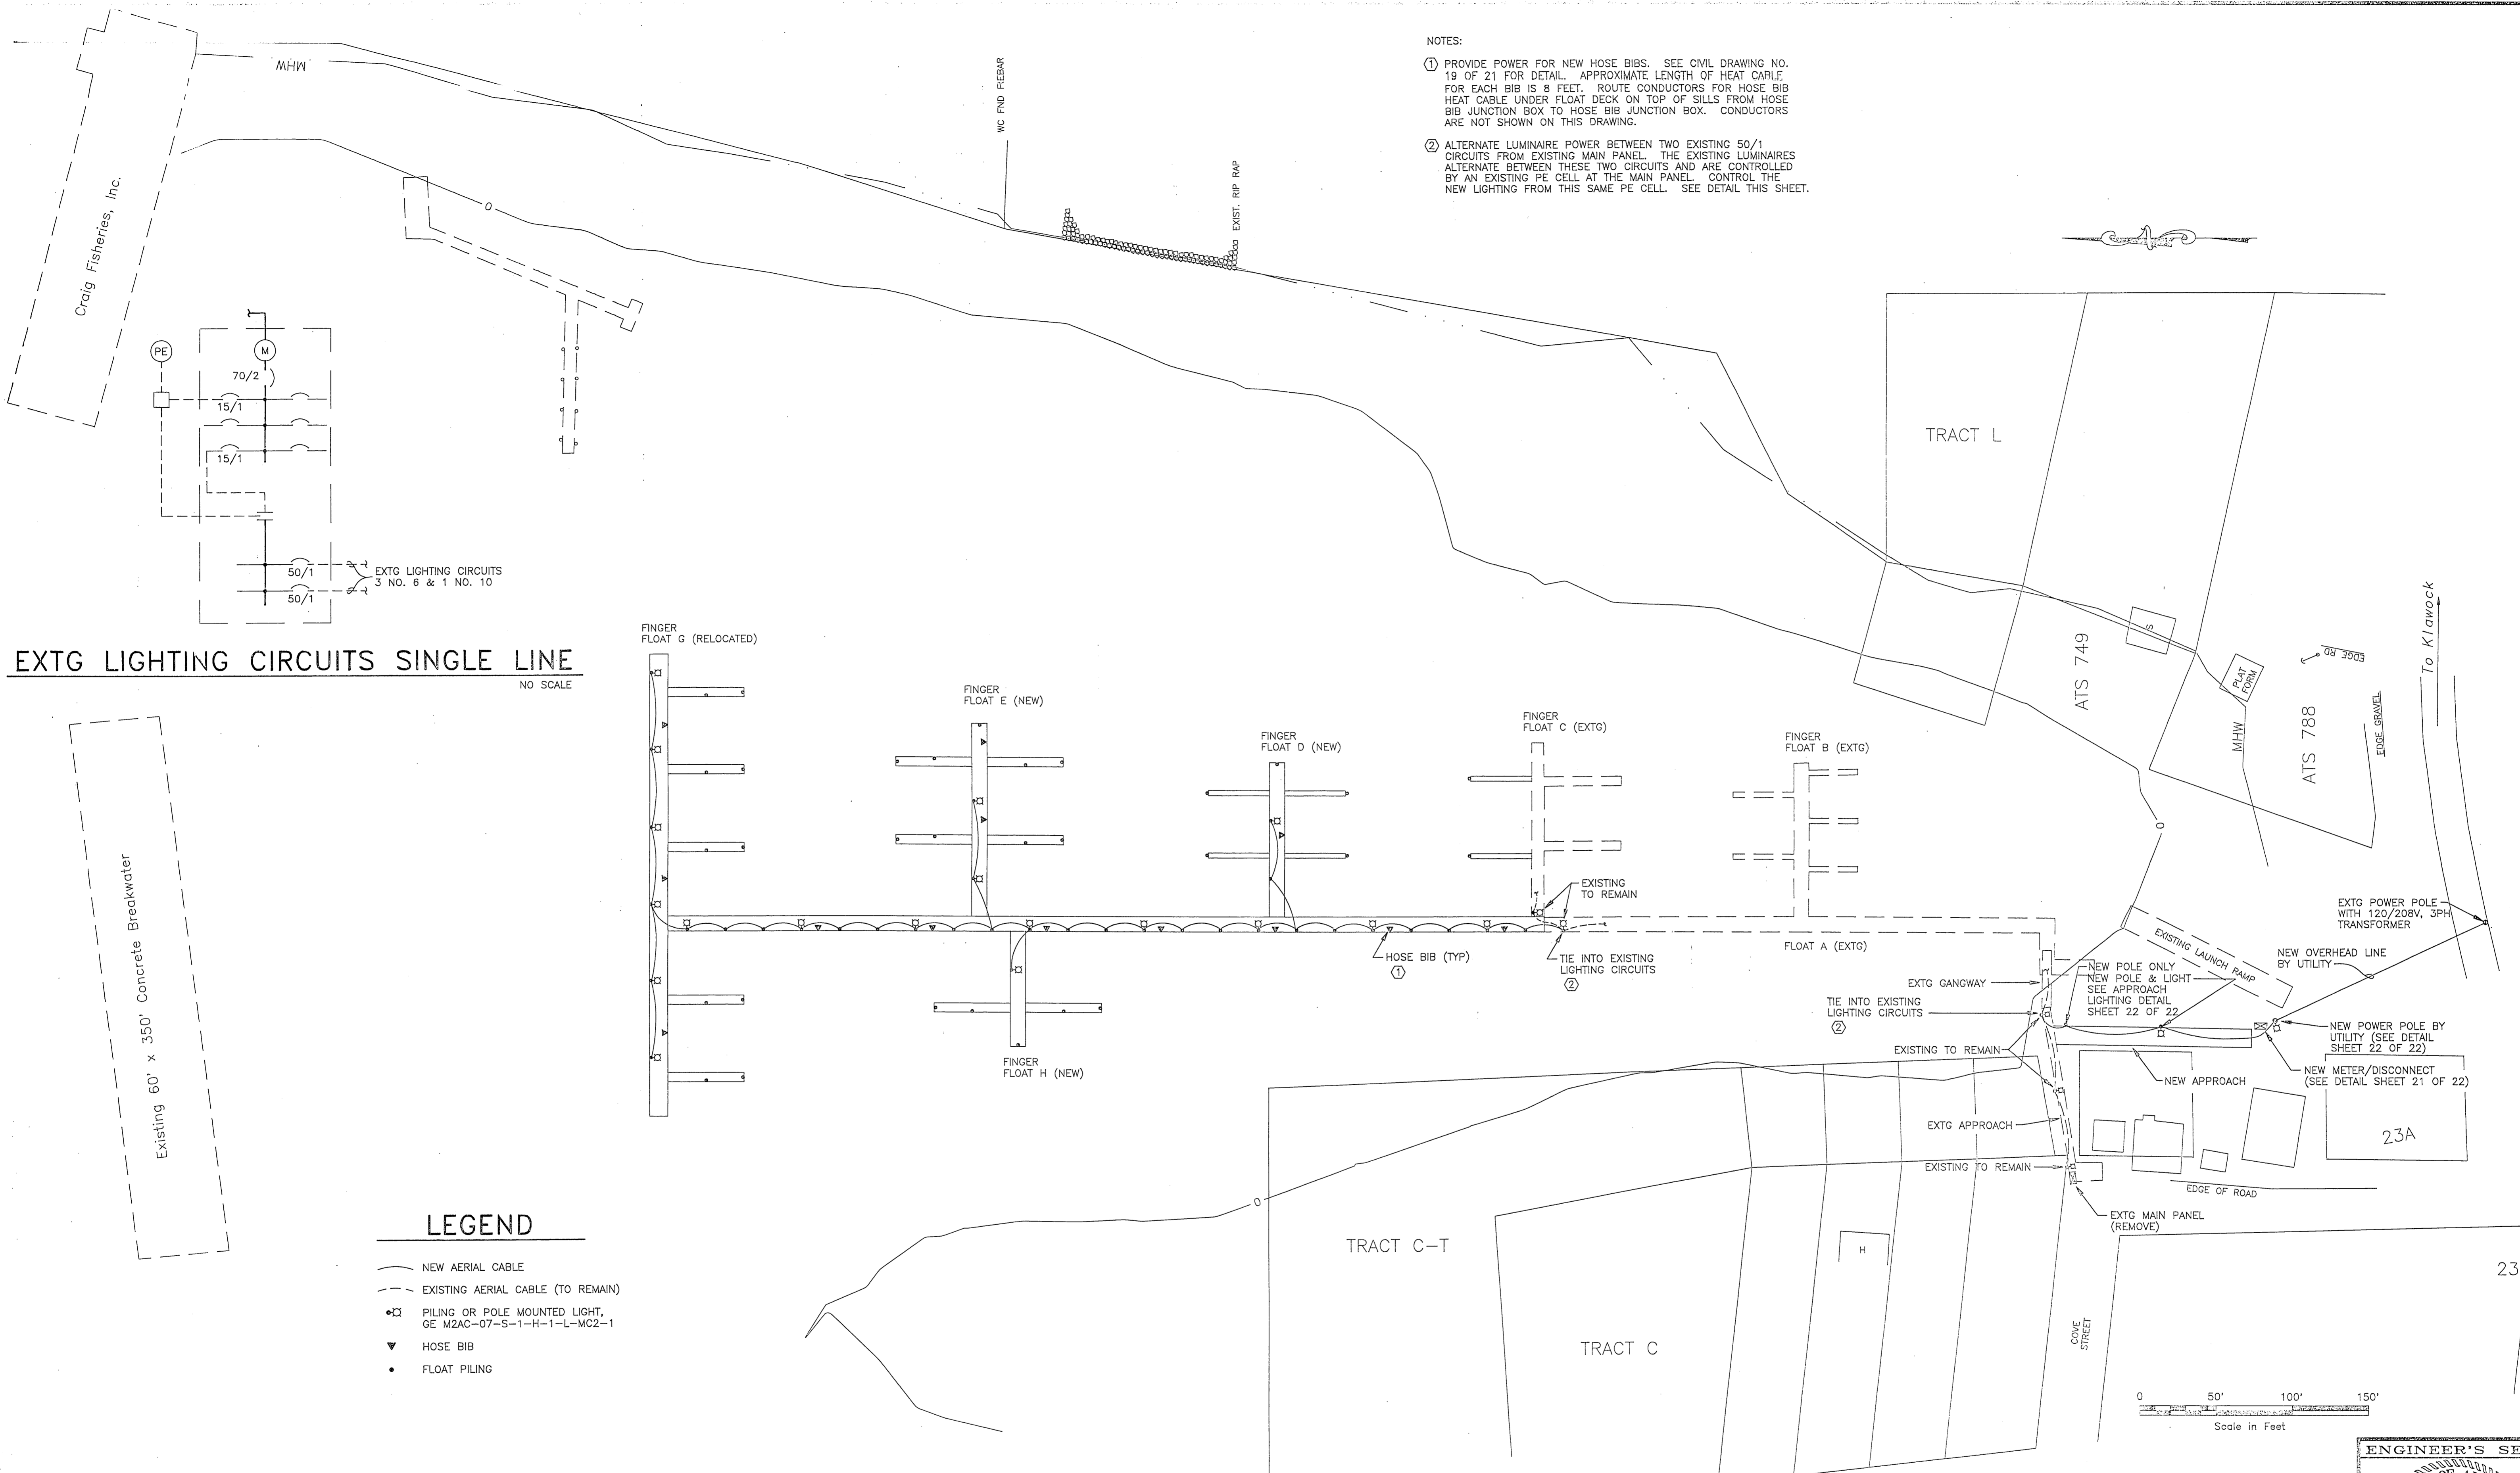 NOTES:
1 PROVIDE POWER FOR NEW HOSE BIBS. SEE CIVIL DRAWING NO.
19 OF 21 FOR DETAIL. APPROXIMATE LENGTH OF HEAT CABLE
FOR EACH BIB IS 8 FEET. ROUTE CONDUCTORS FOR HOSE BIB
HEAT CABLE UNDER FLOAT DECK ON TOP OF SILLS FROM HOSE
BIB JUNCTION BOX TO HOSE BIB JUNCTION BOX. CONDUCTORS
ARE NOT SHOWN ON THIS DRAWING.
2 ALTERNATE LUMINAIRE POWER BETWEEN TWO EXISTING 50/1
CIRCUITS FROM EXISTING MAIN PANEL. THE EXISTING LUMINAIRES
ALTERNATE BETWEEN THESE TWO CIRCUITS AND ARE CONTROLLED
BY AN EXISTING PE CELL AT THE MAIN PANEL. CONTROL THE
NEW LIGHTING FROM THIS SAME PE CELL. SEE DETAIL THIS SHEET.
MHW
WC FND REBAR
EXIST. RIP RAP
Craig Fisheries, Inc.
0
PE
M
70/2
15/1
15/1
50/1
50/1
EXTG LIGHTING CIRCUITS
3 NO. 6 & 1 NO. 10
EXTG LIGHTING CIRCUITS SINGLE LINE
NO SCALE
TRACT L
ATS 749
S
PLAT
FORM
EDGE RD
MHW
ATS 788
EDGE GRAVEL
To Klawock
0
FINGER
FLOAT G (RELOCATED)
FINGER
FLOAT E (NEW)
FINGER
FLOAT D (NEW)
FINGER
FLOAT C (EXTG)
FINGER
FLOAT B (EXTG)
EXISTING
TO REMAIN
HOSE BIB (TYP)
1
TIE INTO EXISTING
LIGHTING CIRCUITS
2
FLOAT A (EXTG)
EXTG POWER POLE
WITH 120/208V, 3PH
TRANSFORMER
EXISTING LAUNCH RAMP
NEW OVERHEAD LINE
BY UTILITY
NEW POLE ONLY
NEW POLE & LIGHT
SEE APPROACH
LIGHTING DETAIL
SHEET 22 OF 22
EXTG GANGWAY
TIE INTO EXISTING
LIGHTING CIRCUITS
2
EXISTING TO REMAIN
NEW POWER POLE BY
UTILITY (SEE DETAIL
SHEET 22 OF 22)
NEW METER/DISCONNECT
(SEE DETAIL SHEET 21 OF 22)
NEW APPROACH
EXTG APPROACH
23A
EXISTING TO REMAIN
EDGE OF ROAD
EXTG MAIN PANEL
(REMOVE)
FINGER
FLOAT H (NEW)
Existing 60' x 350' Concrete Breakwater
0
TRACT C-T
H
TRACT C
COVE
STREET
23
LEGEND
NEW AERIAL CABLE
EXISTING AERIAL CABLE (TO REMAIN)
PILING OR POLE MOUNTED LIGHT,
GE M2AC-07-S-1-H-1-L-MC2-1
HOSE BIB
FLOAT PILING
0 50' 100' 150'
Scale in Feet
ENGINEER'S SE